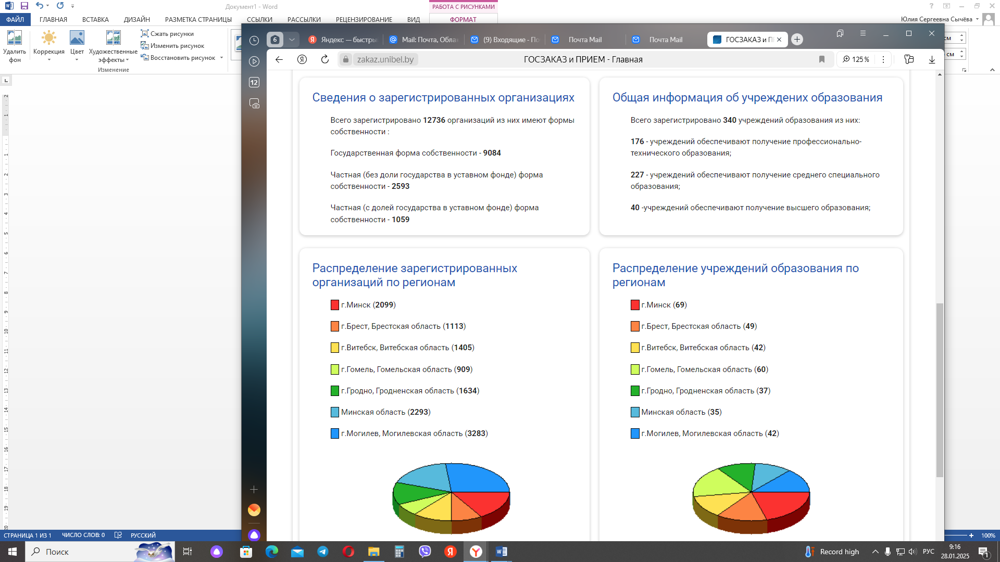 Документ1 - Word
РАБОТА С РИСУНКАМИ
ФАЙЛ
ГЛАВНАЯ
ВСТАВКА
ДИЗАЙН
РАЗМЕТКА СТРАНИЦЫ
ССЫЛКИ
РАССЫЛКИ
РЕЦЕНЗИРОВАНИЕ
ВИД
ФОРМАТ
Юлия Сергеевна Сычёва
Удалить фон
Коррекция
Цвет
Художественные эффекты
Сжать рисунки
Изменить рисунок
Восстановить рисунок
Изменение
см
см
6
Яндекс — быстры
Mail: Почта, Обла
(9) Входящие - По
Почта Mail
Почта Mail
ГОСЗАКАЗ и П
12
zakaz.unibel.by
ГОСЗАКАЗ и ПРИЕМ - Главная
125 %
Сведения о зарегистрированных организациях
Всего зарегистрировано 12736 организаций из них имеют формы
собственности :
Государственная форма собственности - 9084
Частная (без доли государства в уставном фонде) форма
собственности - 2593
Частная (с долей государства в уставном фонде) форма
собственности - 1059
Общая информация об учреждених образования
Всего зарегистрировано 340 учреждений образования из них:
176 - учреждений обеспечивают получение профессионально-
технического образования;
227 - учреждений обеспечивают получение среднего специального
образования;
40 -учреждений обеспечивают получение высшего образования;
Распределение зарегистрированных
организаций по регионам
г.Минск (2099)
г.Брест, Брестская область (1113)
г.Витебск, Витебская область (1405)
г.Гомель, Гомельская область (909)
г.Гродно, Гродненская область (1634)
Минская область (2293)
г.Могилев, Могилевская область (3283)
Распределение учреждений образования по
регионам
г.Минск (69)
г.Брест, Брестская область (49)
г.Витебск, Витебская область (42)
г.Гомель, Гомельская область (60)
г.Гродно, Гродненская область (37)
Минская область (35)
г.Могилев, Могилевская область (42)
СТРАНИЦА 1 ИЗ 1
ЧИСЛО СЛОВ: 0
РУССКИЙ
100%
Поиск
Record high
РУС
9:16
28.01.2025
1